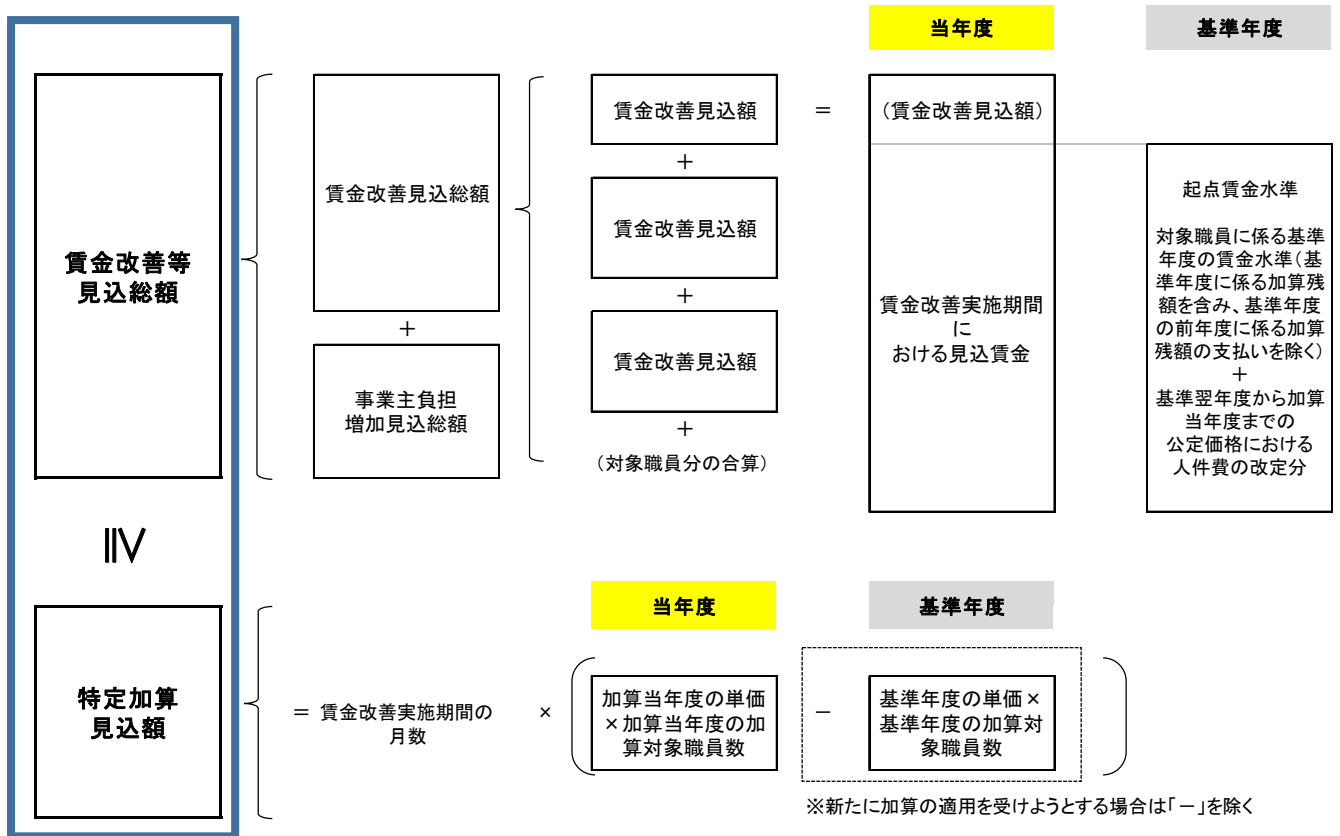 当年度
基準年度
賃金改善等
見込総額
賃金改善見込総額
+
事業主負担
増加見込総額
賃金改善見込額
+
賃金改善見込額
+
賃金改善見込額
+
(対象職員分の合算)
=
(賃金改善見込額)
賃金改善実施期間
に
おける見込賃金
起点賃金水準
対象職員に係る基準
年度の賃金水準(基
準年度に係る加算残
額を含み、基準年度
の前年度に係る加算
残額の支払いを除く)
+
基準翌年度から加算
当年度までの
公定価格における
人件費の改定分
≧
当年度
基準年度
特定加算
見込額
= 賃金改善実施期間の
月数
×
加算当年度の単価
×加算当年度の加
算対象職員数
−
基準年度の単価×
基準年度の加算対
象職員数
※新たに加算の適用を受けようとする場合は「−」を除く